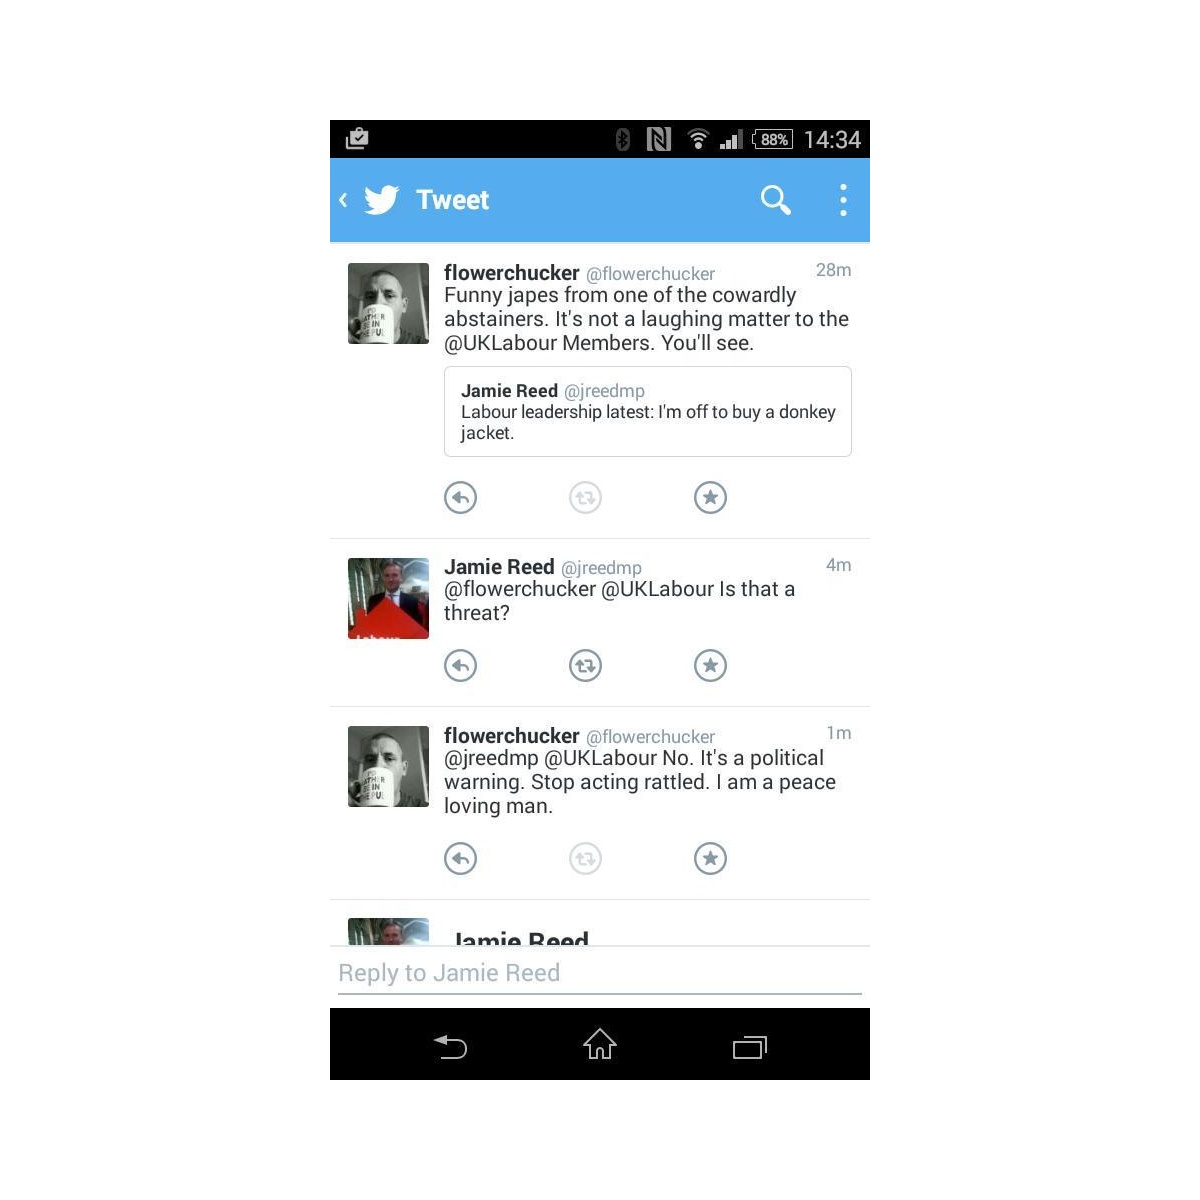 88% 14:34
Tweet
flowerchucker @flowerchucker 28m
Funny japes from one of the cowardly
abstainers. It's not a laughing matter to the
@UKLabour Members. You'll see.
Jamie Reed @jreedmp
Labour leadership latest: I'm off to buy a donkey
jacket.
Jamie Reed @jreedmp 4m
@flowerchucker @UKLabour Is that a
threat?
Labour
flowerchucker @flowerchucker 1m
@jreedmp @UKLabour No. It's a political
warning. Stop acting rattled. I am a peace
loving man.
Jamie Reed
Reply to Jamie Reed